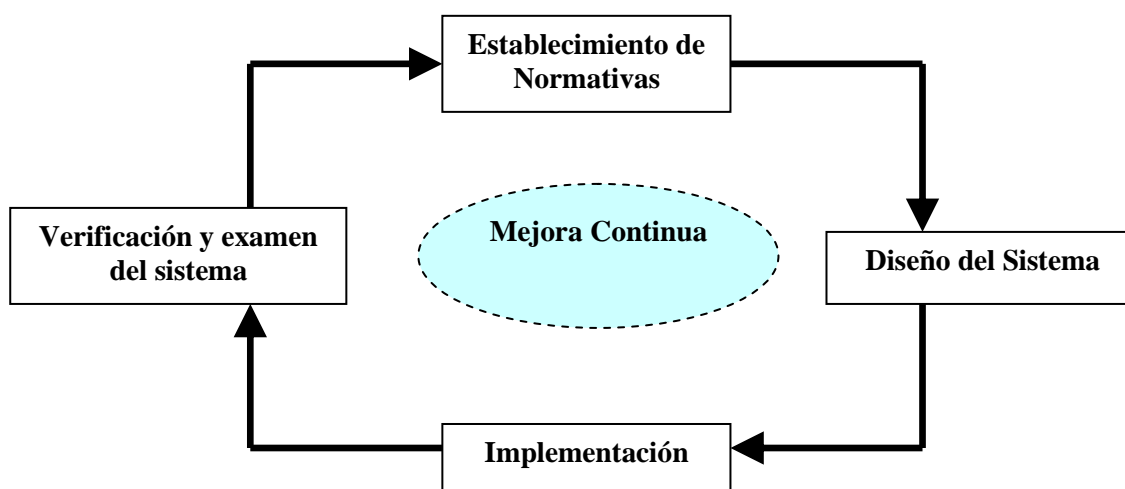 Establecimiento de
Normativas
Verificación y examen
del sistema
Mejora Continua
Diseño del Sistema
Implementación